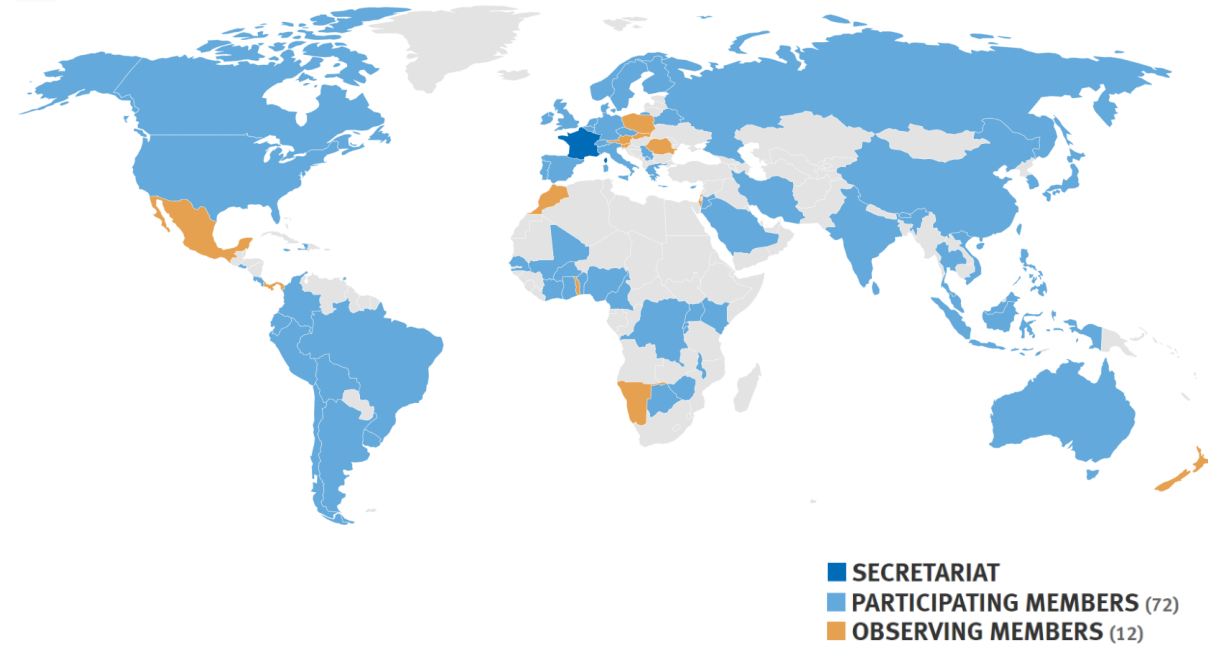 SECRETARIAT
PARTICIPATING MEMBERS (72)
OBSERVING MEMBERS (12)